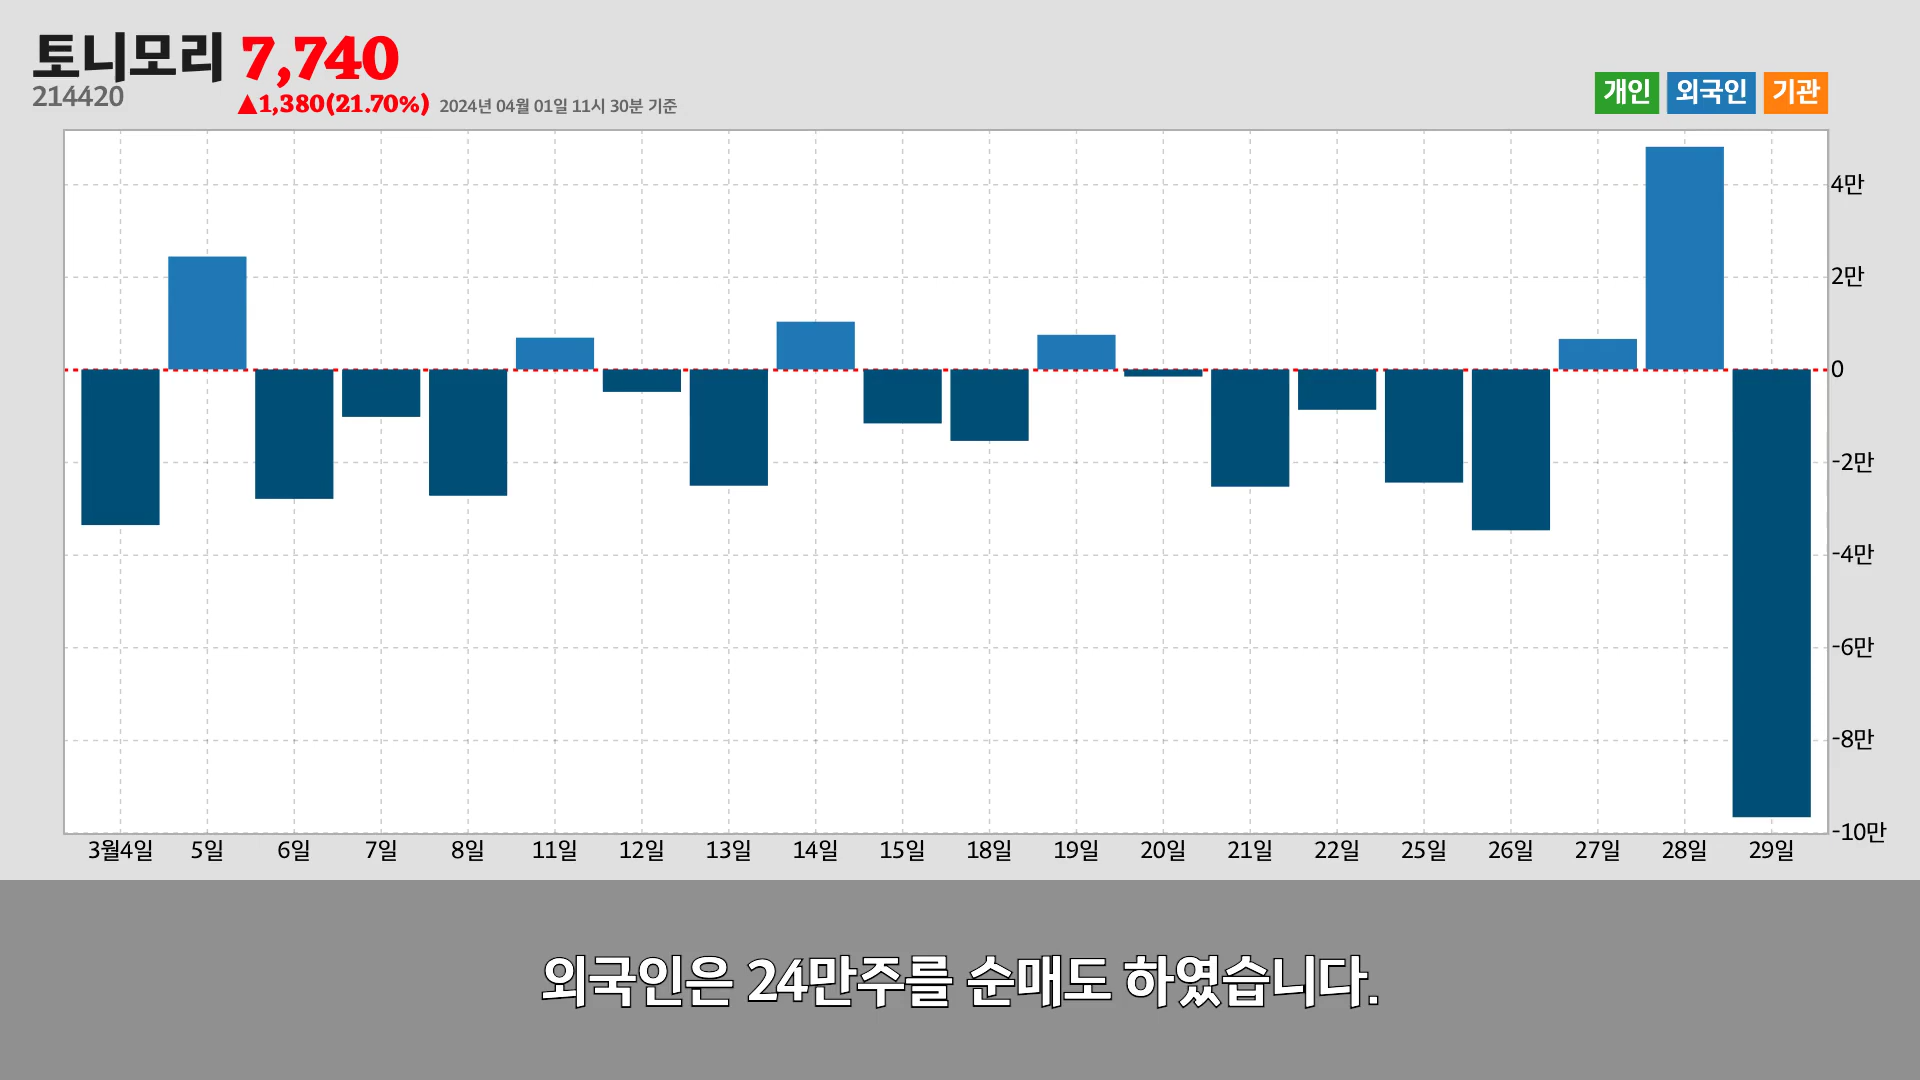 토니모리 7,740
214420
▲1,380(21.70%) 2024년 04월 01일 11시 30분 기준
개인 외국인 기관
4만
2만
0
-2만
-4만
-6만
-8만
-10만
3월4일 5일 6일 7일 8일 11일 12일 13일 14일 15일 18일 19일 20일 21일 22일 25일 26일 27일 28일 29일
외국인은 24만주를 순매도 하였습니다.